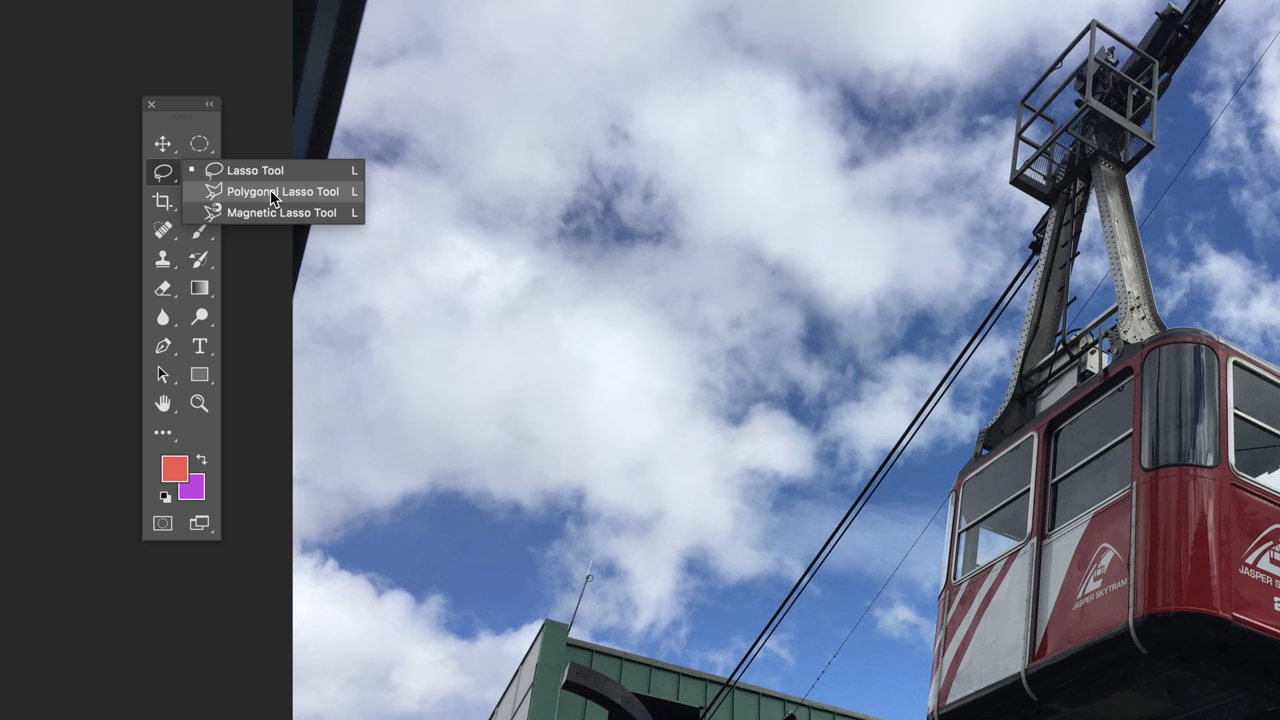 Lasso Tool L
Polygonal Lasso Tool L
Magnetic Lasso Tool L
T
JASPER SKYTRAM
JASPER S